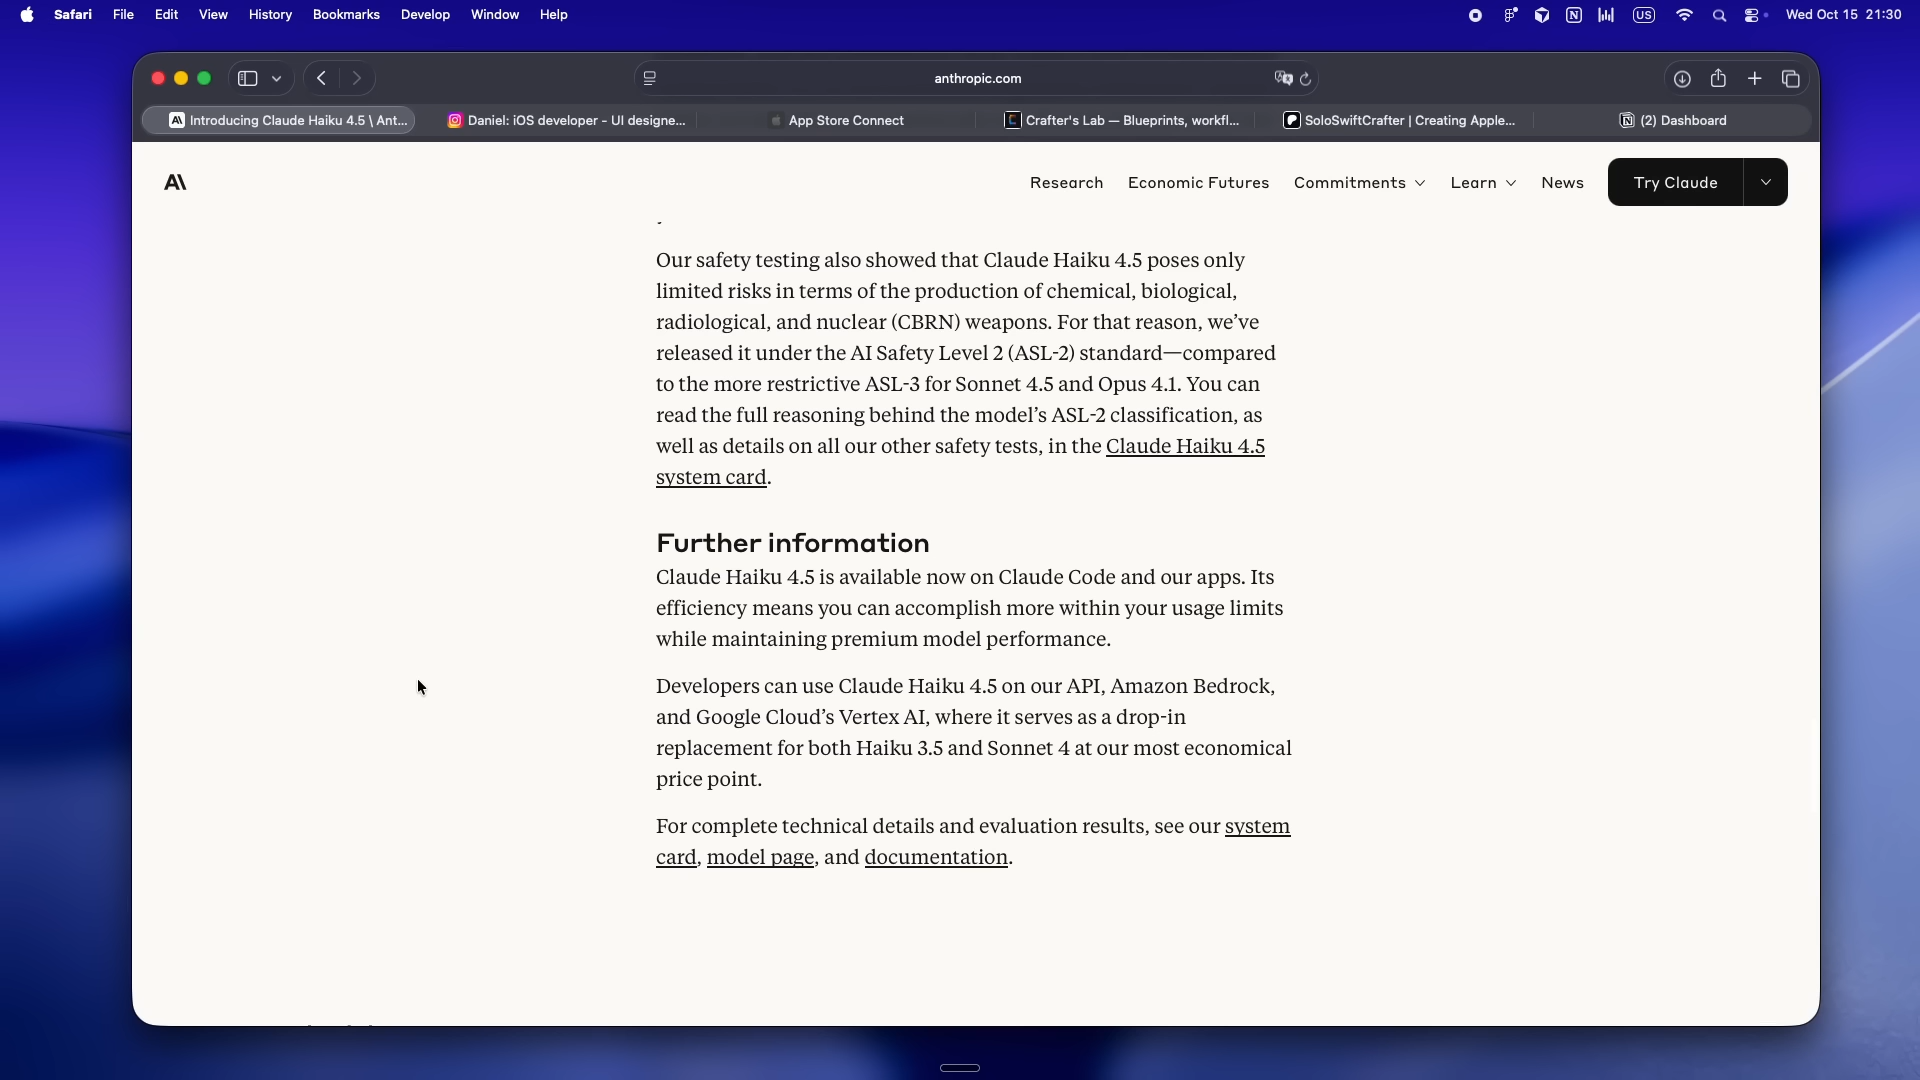 Safari File Edit View History Bookmarks Develop Window Help
US Wed Oct 15 21:30
anthropic.com
Introducing Claude Haiku 4.5 \ Ant...
Daniel: iOS developer - UI designe...
App Store Connect
Crafter's Lab — Blueprints, workfl...
SoloSwiftCrafter | Creating Apple...
(2) Dashboard
Research Economic Futures Commitments Learn News Try Claude
Our safety testing also showed that Claude Haiku 4.5 poses only
limited risks in terms of the production of chemical, biological,
radiological, and nuclear (CBRN) weapons. For that reason, we’ve
released it under the AI Safety Level 2 (ASL-2) standard—compared
to the more restrictive ASL-3 for Sonnet 4.5 and Opus 4.1. You can
read the full reasoning behind the model’s ASL-2 classification, as
well as details on all our other safety tests, in the Claude Haiku 4.5
system card.
Further information
Claude Haiku 4.5 is available now on Claude Code and our apps. Its
efficiency means you can accomplish more within your usage limits
while maintaining premium model performance.
Developers can use Claude Haiku 4.5 on our API, Amazon Bedrock,
and Google Cloud’s Vertex AI, where it serves as a drop-in
replacement for both Haiku 3.5 and Sonnet 4 at our most economical
price point.
For complete technical details and evaluation results, see our system
card, model page, and documentation.